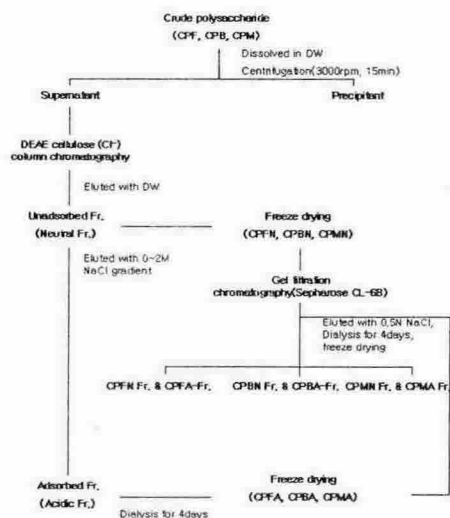 Crude polysaccharide
(CPF, CPB, CPM)
Dissolved in DW
Centrifugation(3000rpm, 15min)
Supernatant
Precipitant
DEAE cellulose (Cl-)
column chromatography
Eluted with DW
Unadsorbed Fr.
(Neutral Fr.)
Freeze drying
(CPFN, CPBN, CPMN)
Eluted with 0~2M
NaCl gradient
Gel filtration
chromatography(Sepharose CL-6B)
Eluted with 0.5N NaCl,
Dialysis for 4days,
freeze drying
CPFN Fr. & CPFA-Fr.
CPBN Fr. & CPBA-Fr.
CPMN Fr. & CPMA Fr.
Adsorbed Fr.
(Acidic Fr.)
Dialysis for 4days
Freeze drying
(CPFA, CPBA, CPMA)